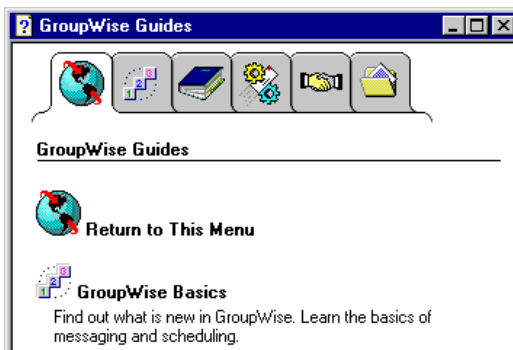 GroupWise Guides
GroupWise Guides
Return to This Menu
GroupWise Basics
Find out what is new in GroupWise. Learn the basics of
messaging and scheduling.